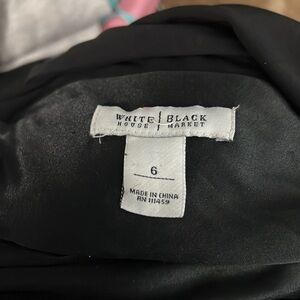 WHITE | BLACK
HOUSE | MARKET
6
MADE IN CHINA
RN 111459